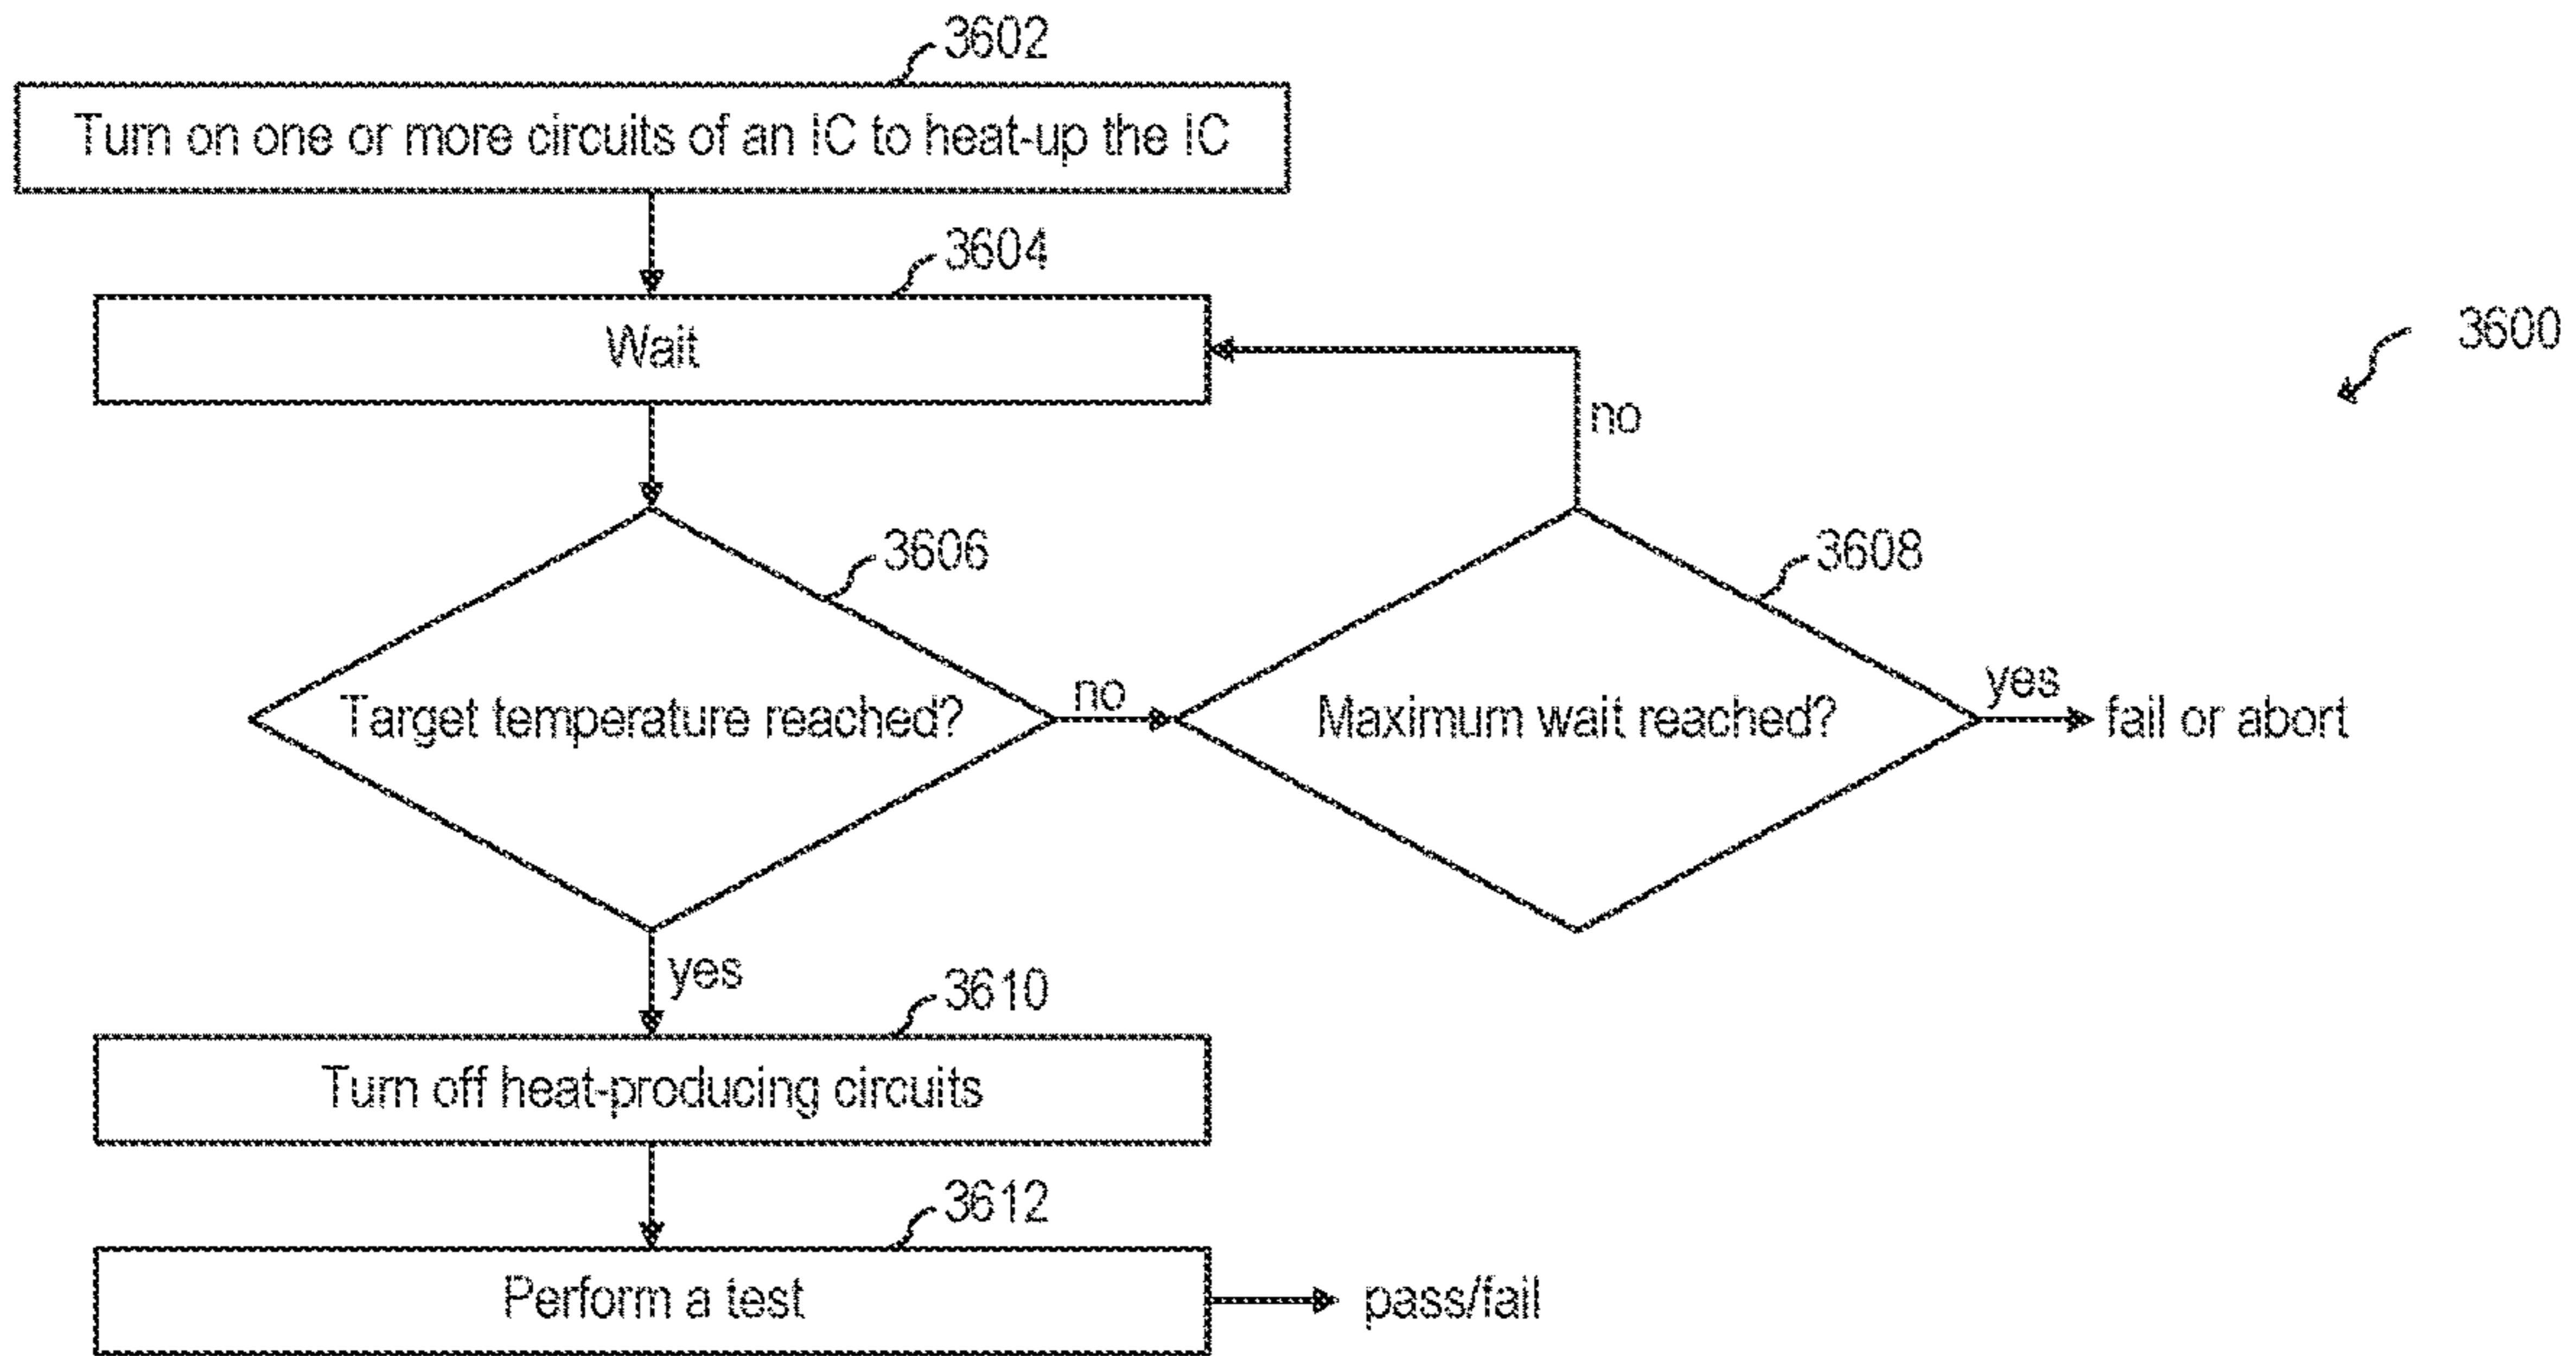 3602
Turn on one or more circuits of an IC to heat-up the IC
3604
Wait
3600
no
3606
3608
Target temperature reached?
no
Maximum wait reached?
yes
fail or abort
yes
3610
Turn off heat-producing circuits
3612
Perform a test
pass/fail